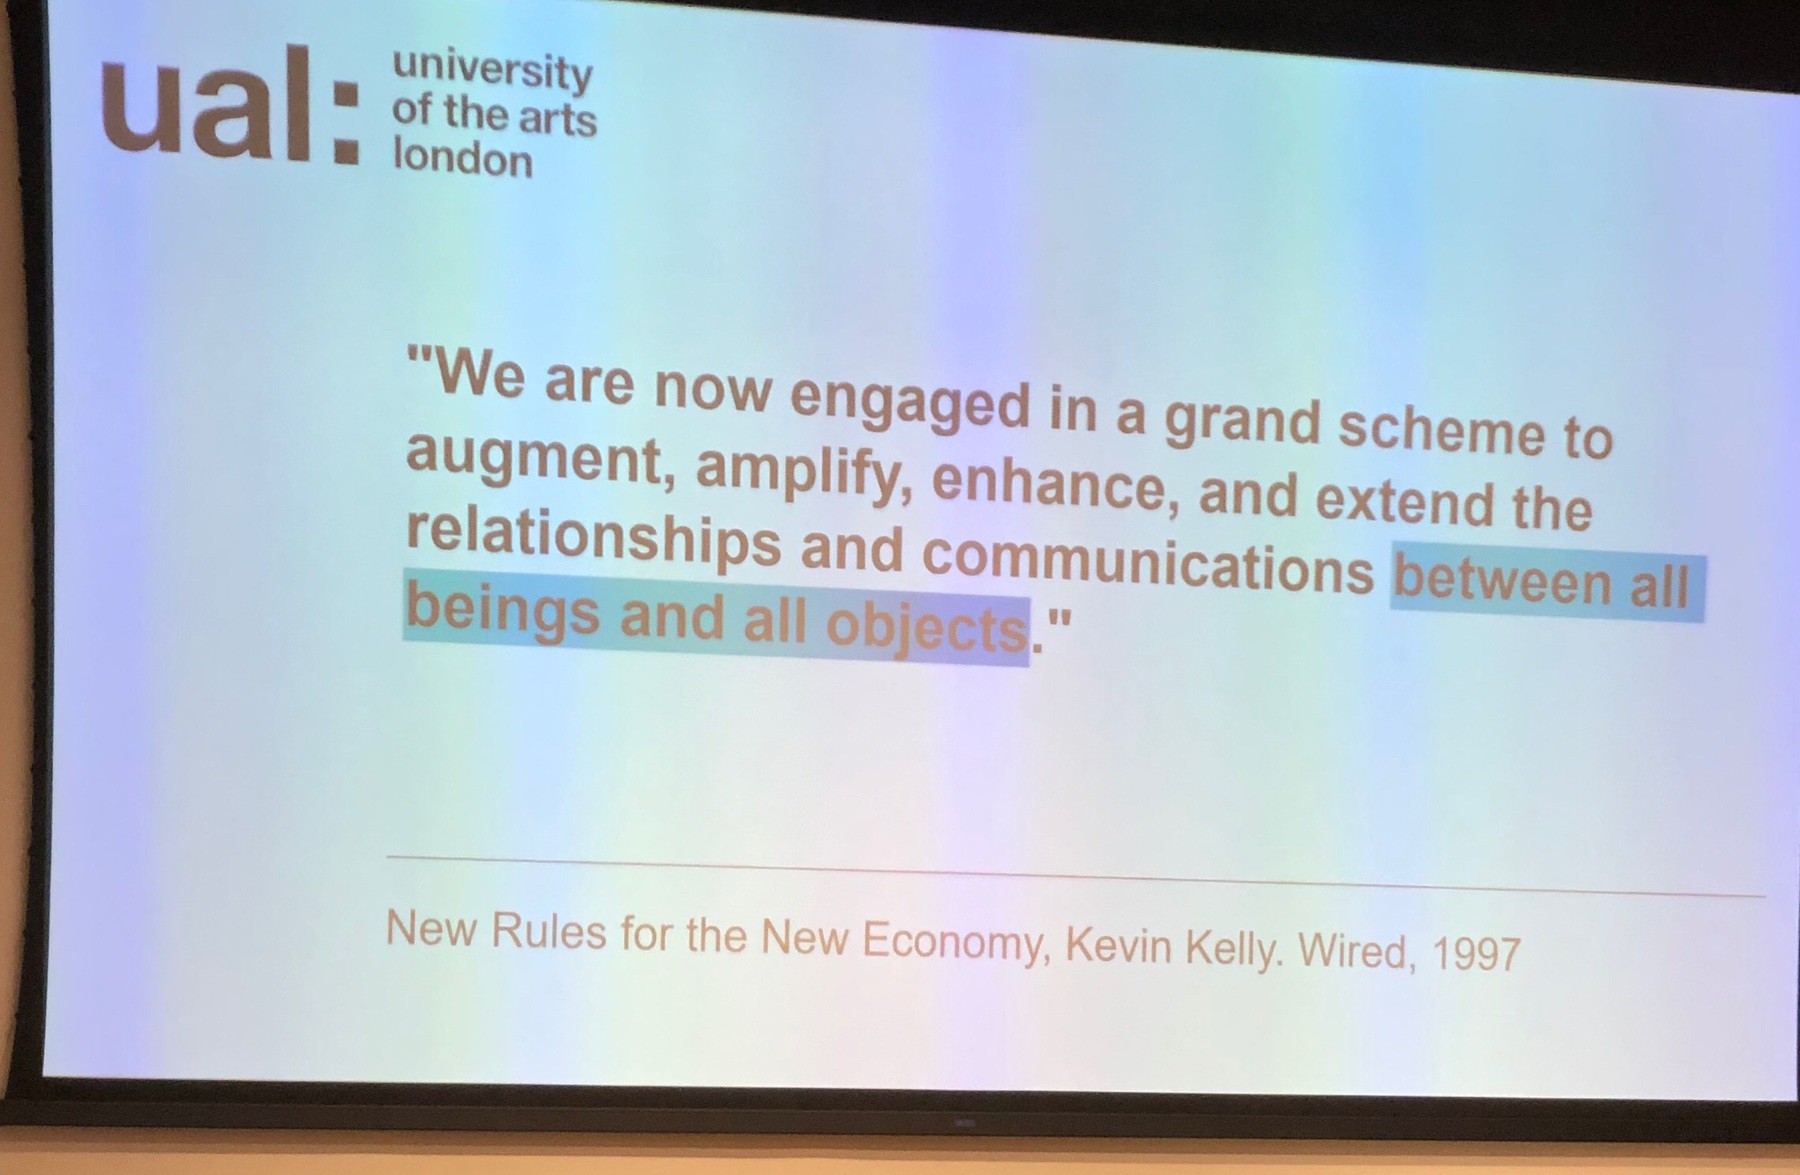 ual:
university
of the arts
london
"We are now engaged in a grand scheme to
augment, amplify, enhance, and extend the
relationships and communications between all
beings and all objects."
New Rules for the New Economy, Kevin Kelly. Wired, 1997